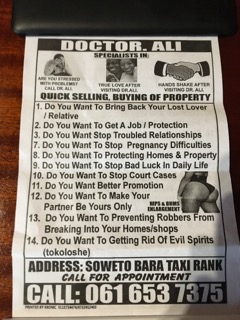 DOCTOR. ALI
SPECIALISTS IN:
ARE YOU STRESSED
WITH PROBLEMS?
CALL DR. ALI
TRUE LOVE AFTER
VISITING DR.ALI
HANDS SHAKE AFTER
VISITING DR. ALI
QUICK SELLING, BUYING OF PROPERTY
1. Do You Want To Bring Back Your Lost Lover
/ Relative
2. Do You Want To Get A Job / Protection
3. Do You Want Stop Troubled Relationships
7. Do You Want To Stop Pregnancy Difficulties
8. Do You Want To Protecting Homes & Property
9. Do You Want To Stop Bad Luck In Daily Life
10. Do You Want To Stop Court Cases
11. Do You Want Better Promotion
12. Do You Want To Make Your
Partner Be Yours Only
HIPS & BUMS
ENLARGEMENT
13. Do You Want To Preventing Robbers From
Breaking Into Your Homes/shops
14. Do You Want To Getting Rid Of Evil Spirits
(tokoloshe)
ADDRESS: SOWETO BARA TAXI RANK
CALL FOR APPOINTMENT
CALL: 061 653 7375
PRINTED BY